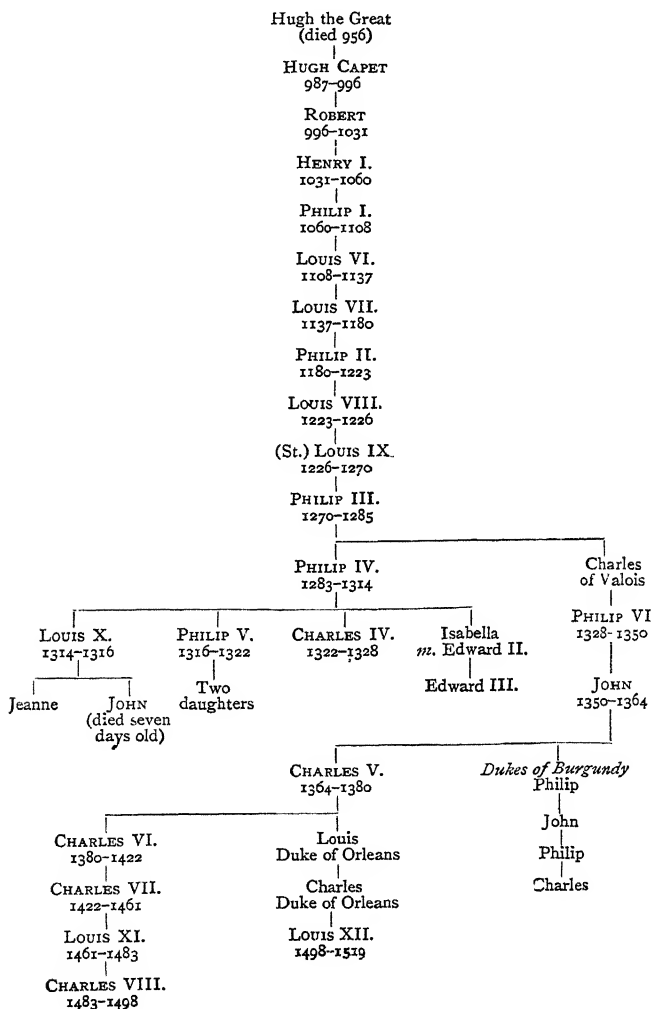 Hugh the Great
(died 956)
HUGH CAPET
987–996
ROBERT
996–1031
HENRY I.
1031–1060
PHILIP I.
1060–1108
LOUIS VI.
1108–1137
LOUIS VII.
1137–1180
PHILIP II.
1180–1223
LOUIS VIII.
1223–1226
(St.) LOUIS IX.
1226–1270
PHILIP III.
1270–1285
PHILIP IV.
1283–1314
Charles
of Valois
LOUIS X.
1314–1316
PHILIP V.
1316–1322
CHARLES IV.
1322–1328
Isabella
m. Edward II.
PHILIP VI
1328-1350
Jeanne
JOHN
(died seven
days old)
Two
daughters
Edward III.
JOHN
1350–1364
CHARLES V.
1364–1380
Dukes of Burgundy
Philip
John
Philip
Charles
CHARLES VI.
1380–1422
CHARLES VII.
1422–1461
LOUIS XI.
1461–1483
CHARLES VIII.
1483–1498
Louis
Duke of Orleans
Charles
Duke of Orleans
LOUIS XII.
1498–1519